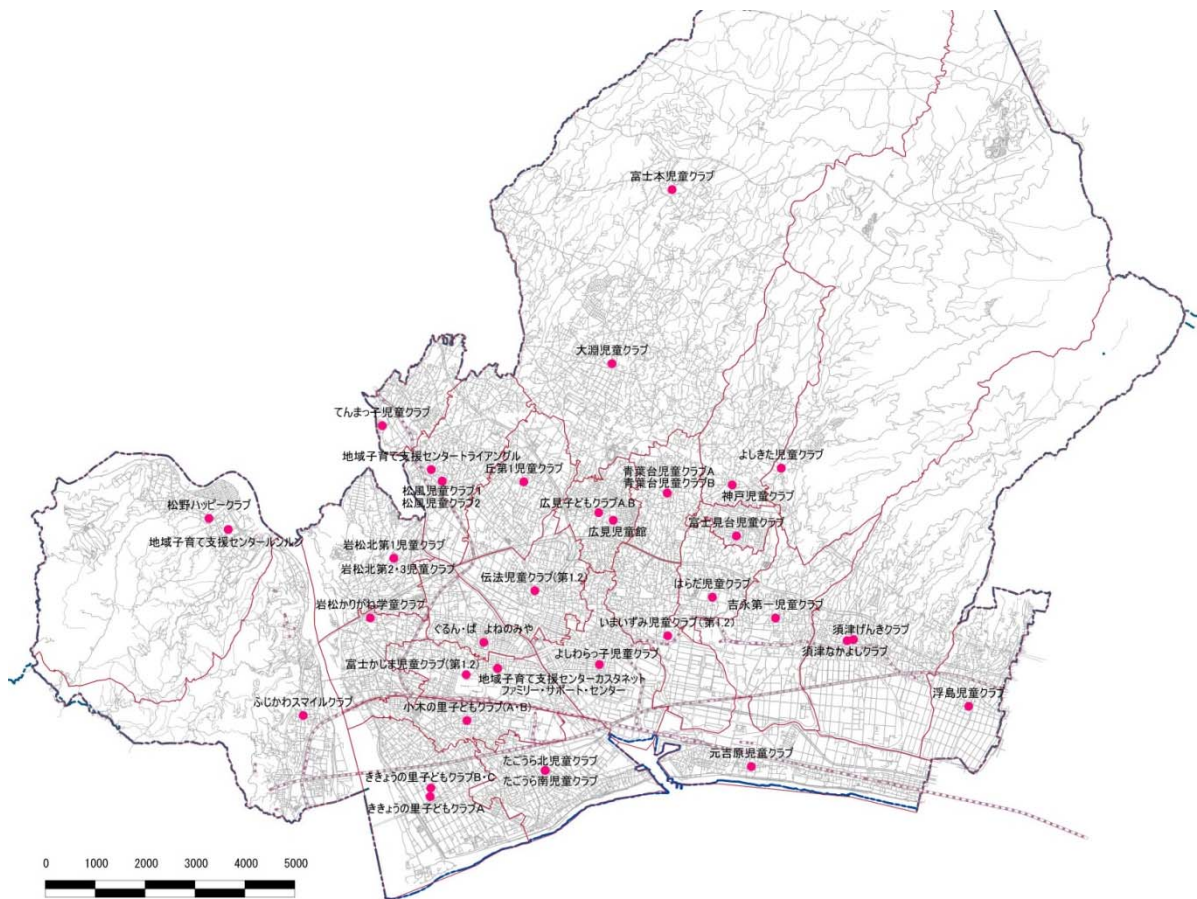 富士本児童クラブ
大淵児童クラブ
てんまっ子児童クラブ
地域子育て支援センタートライアングル
松風児童クラブ1
松風児童クラブ2
丘第1児童クラブ
青葉台児童クラブA
青葉台児童クラブB
よしきた児童クラブ
神戸児童クラブ
広見子どもクラブA.B
広見児童館
富士見台児童クラブ
松野ハッピークラブ
地域子育て支援センタールンルン
岩松北第1児童クラブ
岩松北第2・3児童クラブ
伝法児童クラブ(第1.2)
はらだ児童クラブ
吉永第一児童クラブ
岩松かりがね学童クラブ
ぐるん・ぱ よねのみや
いまいずみ児童クラブ(第1.2)
須津げんきクラブ
須津なかよしクラブ
よしわらっ子児童クラブ
富士かじま児童クラブ(第1.2)
地域子育て支援センターカスタネット
ファミリー・サポート・センター
浮島児童クラブ
ふじかわスマイルクラブ
小木の里子どもクラブ(A・B)
元吉原児童クラブ
たごうら北児童クラブ
たごうら南児童クラブ
ききょうの里子どもクラブB・C
ききょうの里子どもクラブA
0 1000 2000 3000 4000 5000